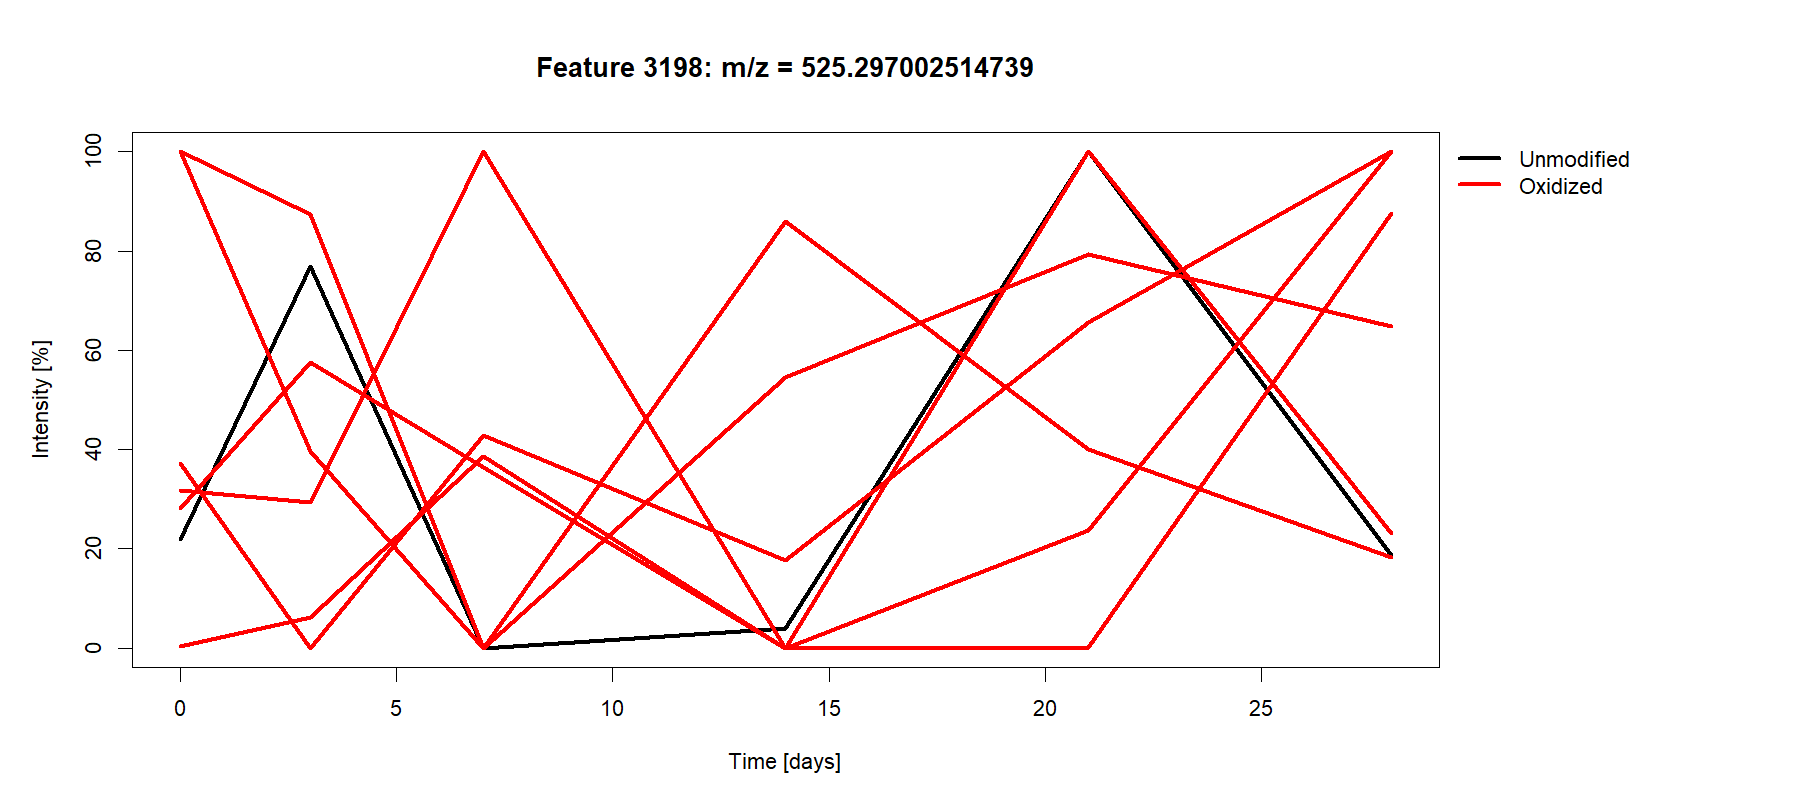 Feature 3198: m/z = 525.297002514739
Unmodified
Oxidized
Intensity [%]
100
80
60
40
20
0
0 5 10 15 20 25
Time [days]